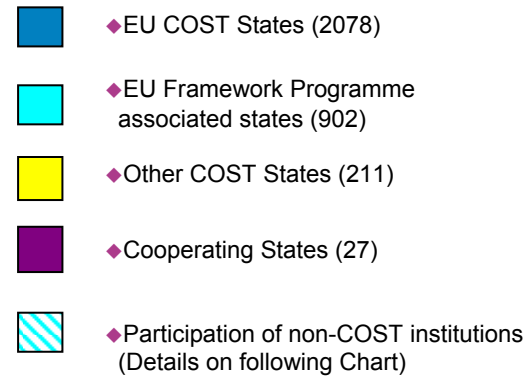 ◆EU COST States (2078)
◆EU Framework Programme
associated states (902)
◆Other COST States (211)
◆Cooperating States (27)
◆Participation of non-COST institutions
(Details on following Chart)